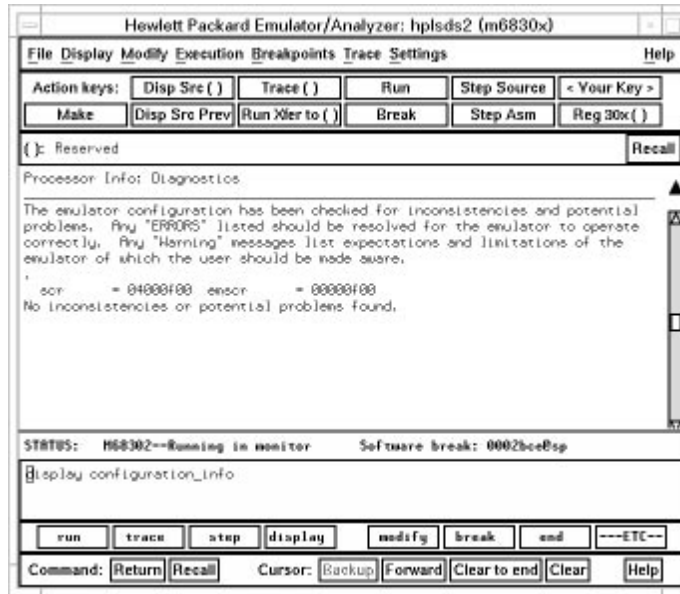 Hewlett Packard Emulator/Analyzer: hplsds2 (m6830x)
File Display Modify Execution Breakpoints Trace Settings Help
Action keys: Disp Src ( ) Trace ( ) Run Step Source < Your Key >
Make Disp Src Prev Run Xfer to ( ) Break Step Asm Reg 30x( )
( ): Reserved Recall
Processor Info: Diagnostics
The emulator configuration has been checked for inconsistencies and potential
problems. Any "ERRORS" listed should be resolved for the emulator to operate
correctly. Any "Warning" messages list expectations and limitations of the
emulator of which the user should be made aware.
.
scr = 04000f00 emscr = 00000f00
No inconsistencies or potential problems found.
STATUS: M68302--Running in monitor Software break: 0002bce@sp
display configuration_info
run trace step display modify break end ---ETC--
Command: Return Recall Cursor: Backup Forward Clear to end Clear Help